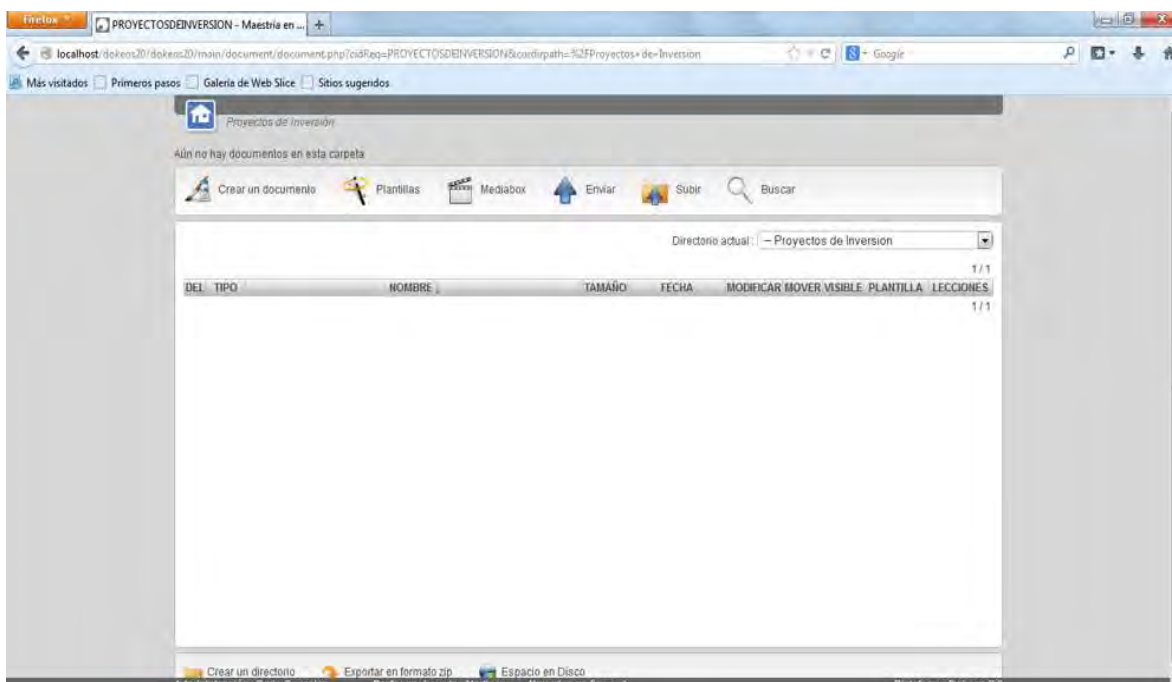 Firefox
PROYECTOSDEINVERSION - Maestría en ...
localhost/dokeos20/dokeos20/main/document/document.php?cidReq=PROYECTOSDEINVERSION&curdirpath=%2FProyectos+de+Inversion
Google
Más visitados Primeros pasos Galería de Web Slice Sitios sugeridos
Proyectos de Inversión
Aún no hay documentos en esta carpeta
Crear un documento Plantillas Mediabox Enviar Subir Buscar
Directorio actual : -- Proyectos de Inversion
1 / 1
DEL TIPO NOMBRE TAMAÑO FECHA MODIFICAR MOVER VISIBLE PLANTILLA LECCIONES
1 / 1
Crear un directorio Exportar en formato zip Espacio en Disco